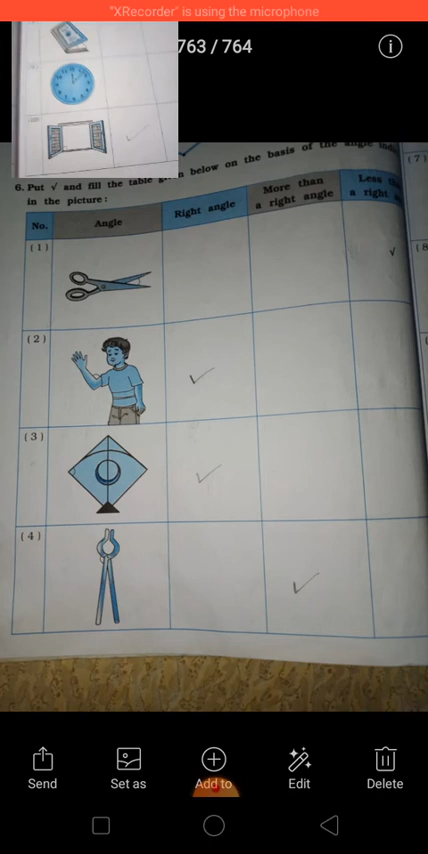 "XRecorder" is using the microphone
763 / 764
6. Put √ and fill the table below on the basis of the angle
in the picture :
No. Angle Right angle More than a right angle Less a right
(1) √
(2) ✓
(3) ✓
(4) ✓
(7)
(8
Send Set as Add to Edit Delete